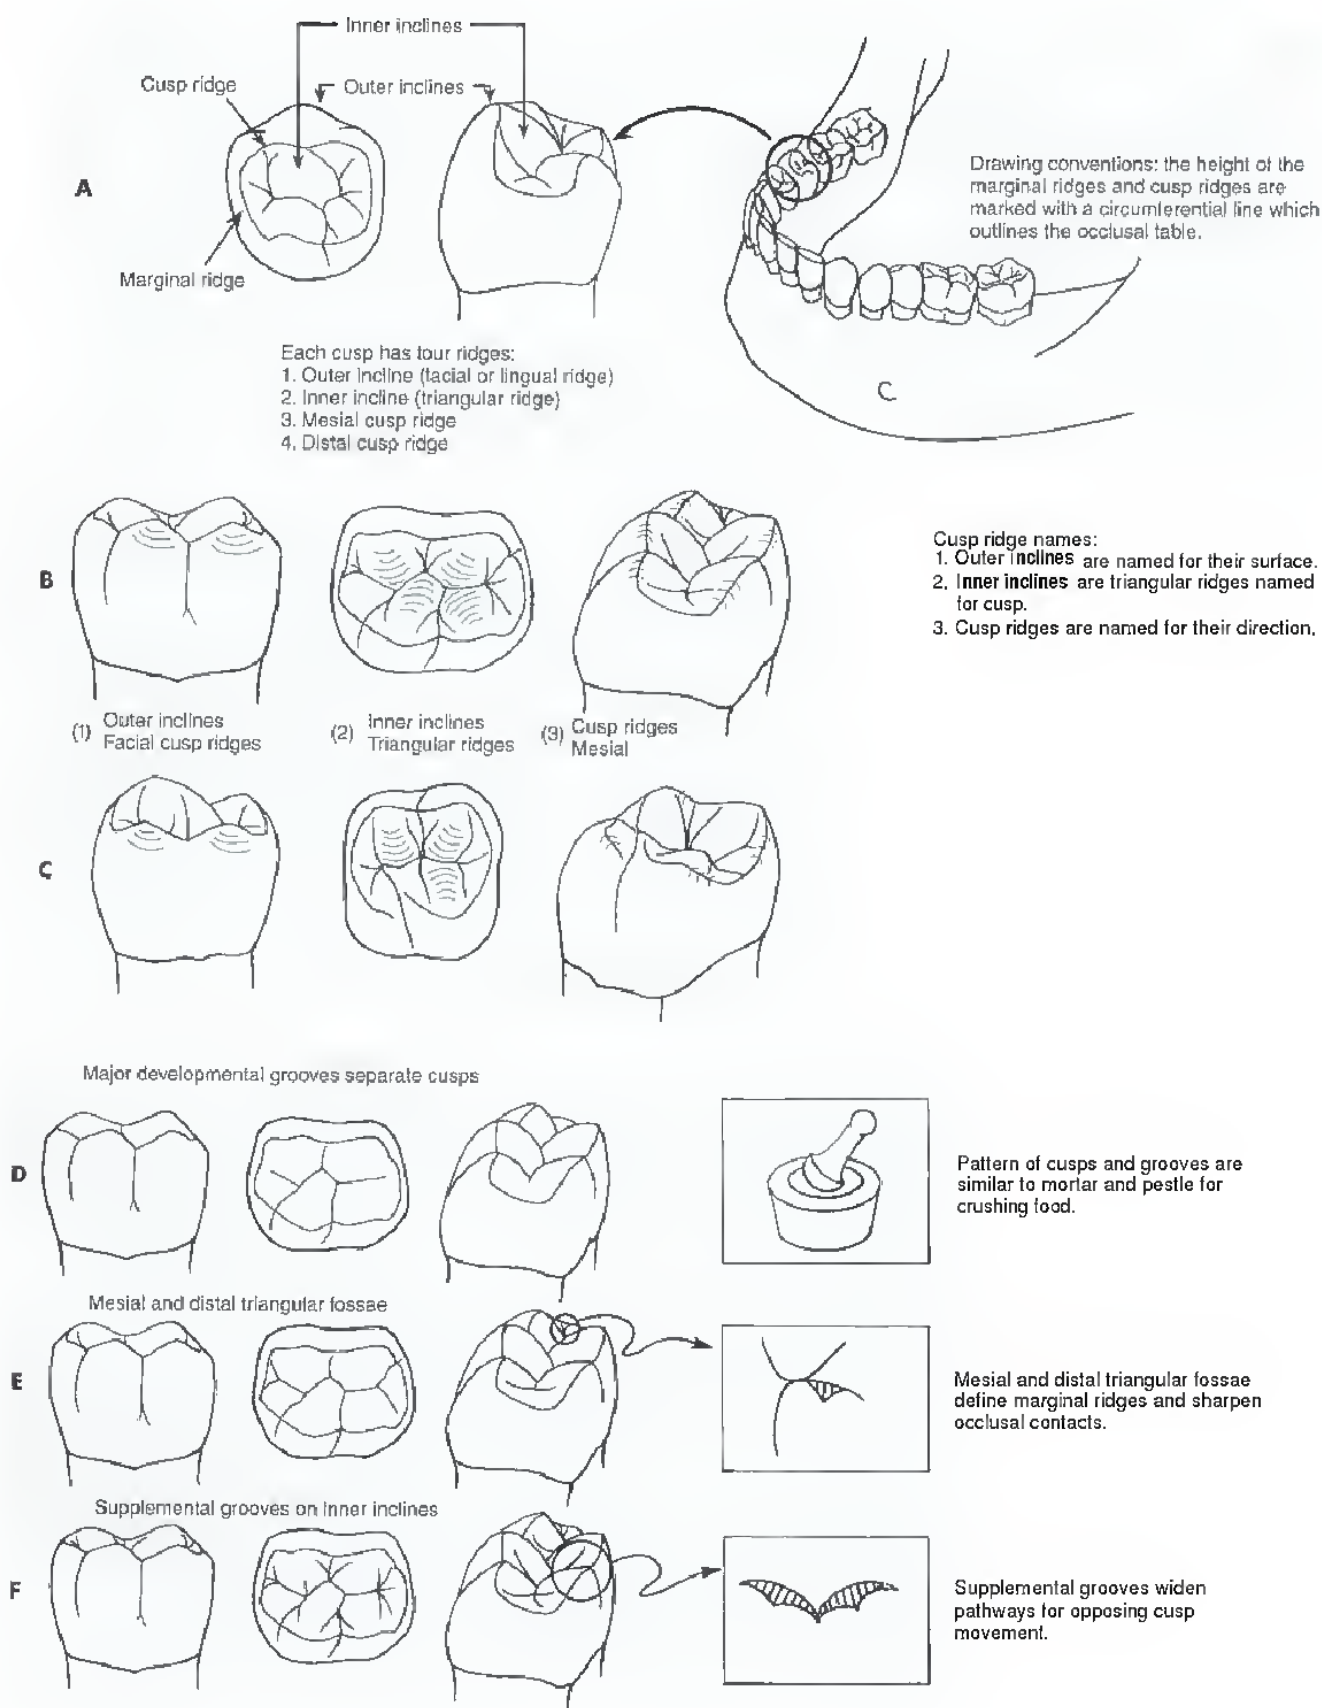 Inner inclines
Cusp ridge
Outer inclines
A
Marginal ridge
Drawing conventions: the height of the
marginal ridges and cusp ridges are
marked with a circumferential line which
outlines the occlusal table.
Each cusp has four ridges:
1. Outer incline (facial or lingual ridge)
2. Inner incline (triangular ridge)
3. Mesial cusp ridge
4. Distal cusp ridge
C
B
Cusp ridge names:
1. Outer inclines are named for their surface.
2. Inner inclines are triangular ridges named
for cusp.
3. Cusp ridges are named for their direction.
(1) Outer inclines
Facial cusp ridges
(2) Inner inclines
Triangular ridges
(3) Cusp ridges
Mesial
C
Major developmental grooves separate cusps
D
Pattern of cusps and grooves are
similar to mortar and pestle for
crushing food.
Mesial and distal triangular fossae
E
Mesial and distal triangular fossae
define marginal ridges and sharpen
occlusal contacts.
Supplemental grooves on inner inclines
F
Supplemental grooves widen
pathways for opposing cusp
movement.